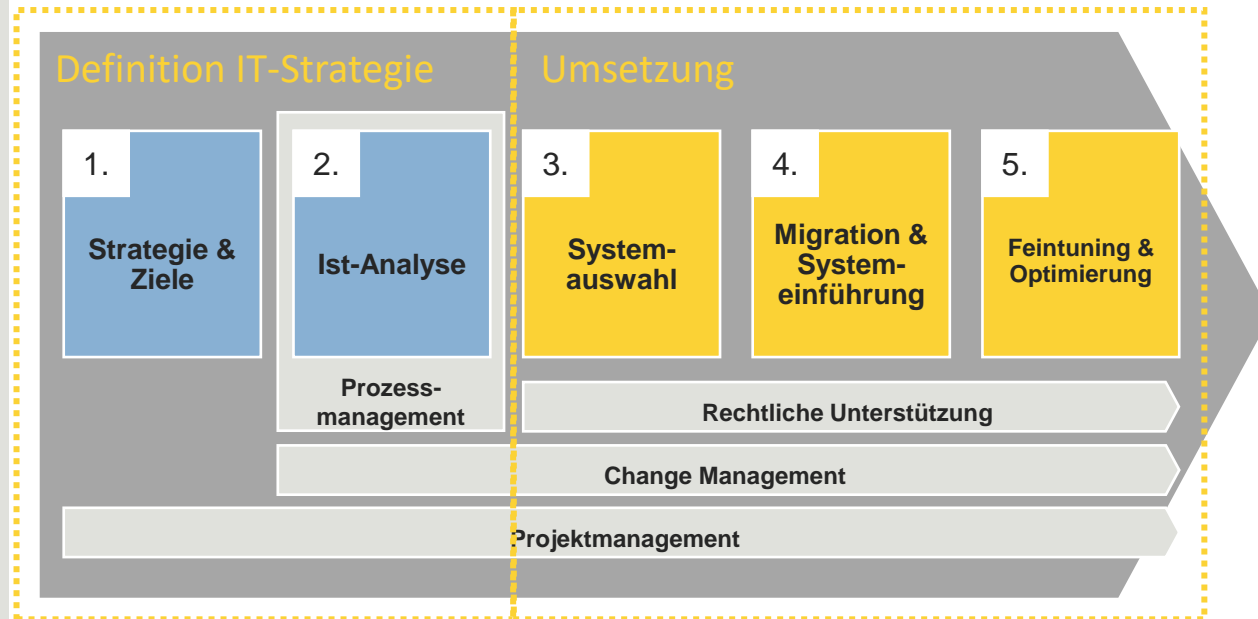 Definition IT-Strategie
Umsetzung
1.
Strategie &
Ziele
2.
Ist-Analyse
3.
System-
auswahl
4.
Migration &
System-
einführung
5.
Feintuning &
Optimierung
Prozess-
management
Rechtliche Unterstützung
Change Management
Projektmanagement